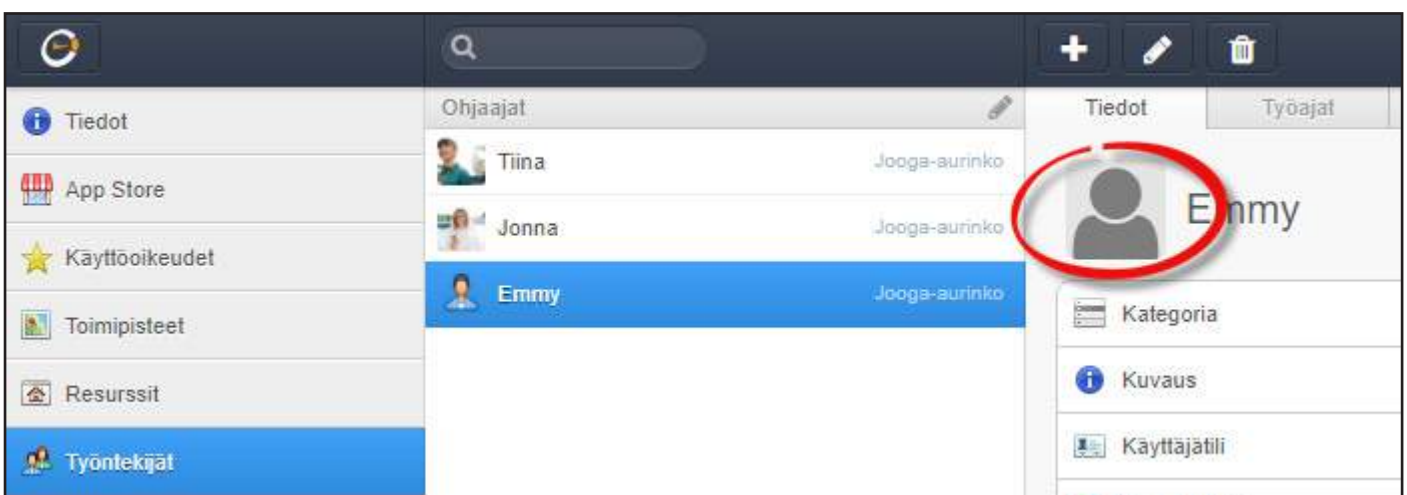 Tiedot
App Store
Käyttöoikeudet
Toimipisteet
Resurssit
Työntekijät
Ohjaajat
Tiina Jooga-aurinko
Jonna Jooga-aurinko
Emmy Jooga-aurinko
Tiedot Työajat
Emmy
Kategoria
Kuvaus
Käyttäjätili